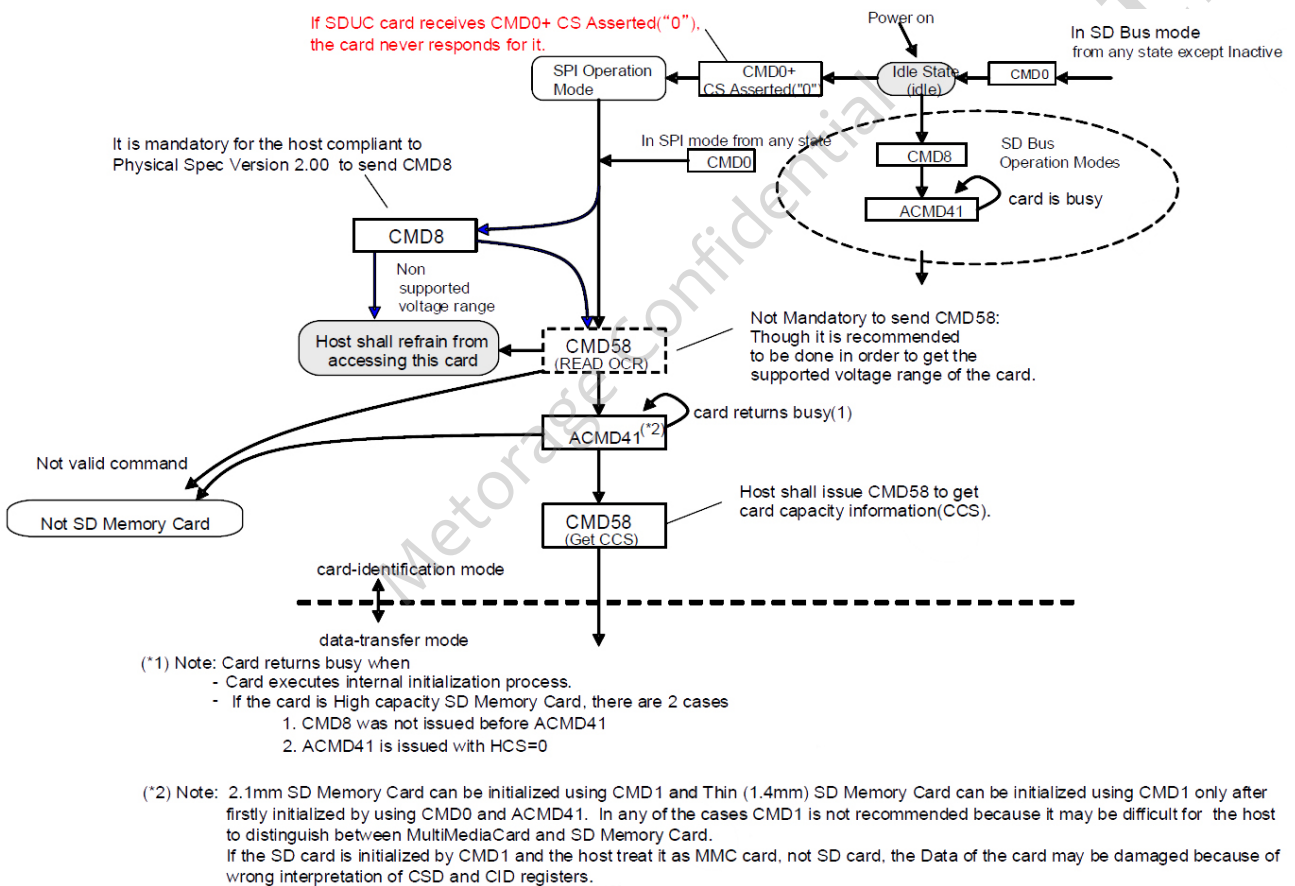 If SDUC card receives CMD0+ CS Asserted(“0”),
the card never responds for it.
Power on
In SD Bus mode
from any state except Inactive
SPI Operation
Mode
CMD0+
CS Asserted("0")
Idle State
(idle)
CMD0
It is mandatory for the host compliant to
Physical Spec Version 2.00 to send CMD8
In SPI mode from any state
CMD0
CMD8
SD Bus
Operation Modes
ACMD41
card is busy
CMD8
Non
supported
voltage range
Host shall refrain from
accessing this card
CMD58
(READ OCR)
Not Mandatory to send CMD58:
Though it is recommended
to be done in order to get the
supported voltage range of the card.
ACMD41(*2)
card returns busy(1)
Not valid command
Not SD Memory Card
CMD58
(Get CCS)
Host shall issue CMD58 to get
card capacity information(CCS).
card-identification mode
data-transfer mode
Metorage Confidential
(*1) Note: Card returns busy when
- Card executes internal initialization process.
- If the card is High capacity SD Memory Card, there are 2 cases
1. CMD8 was not issued before ACMD41
2. ACMD41 is issued with HCS=0
(*2) Note: 2.1mm SD Memory Card can be initialized using CMD1 and Thin (1.4mm) SD Memory Card can be initialized using CMD1 only after
firstly initialized by using CMD0 and ACMD41. In any of the cases CMD1 is not recommended because it may be difficult for the host
to distinguish between MultiMediaCard and SD Memory Card.
If the SD card is initialized by CMD1 and the host treat it as MMC card, not SD card, the Data of the card may be damaged because of
wrong interpretation of CSD and CID registers.